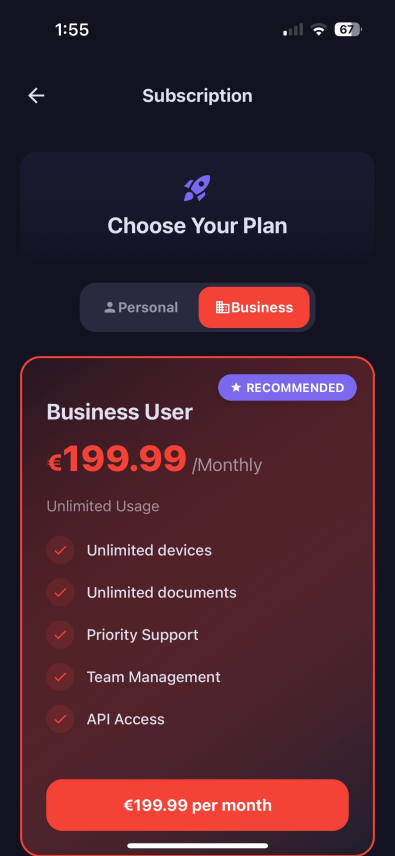 1:55
67
Subscription
Choose Your Plan
Personal
Business
RECOMMENDED
Business User
€199.99 /Monthly
Unlimited Usage
Unlimited devices
Unlimited documents
Priority Support
Team Management
API Access
€199.99 per month